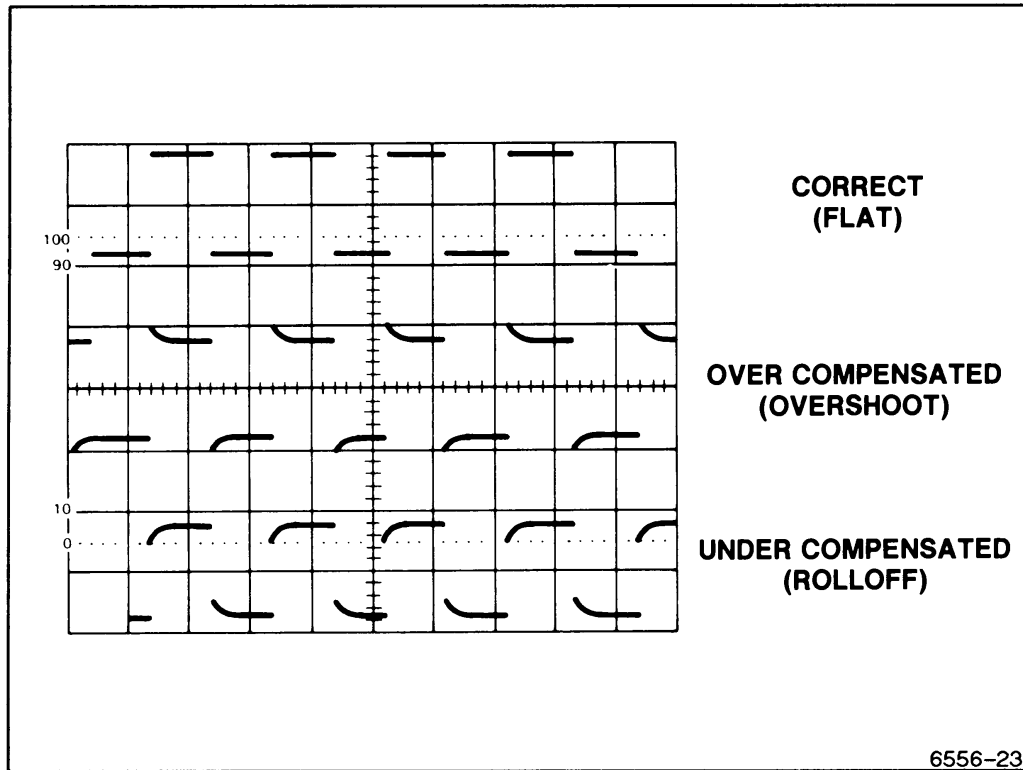 CORRECT
(FLAT)
100
90
OVER COMPENSATED
(OVERSHOOT)
10
0
UNDER COMPENSATED
(ROLLOFF)
6556-23